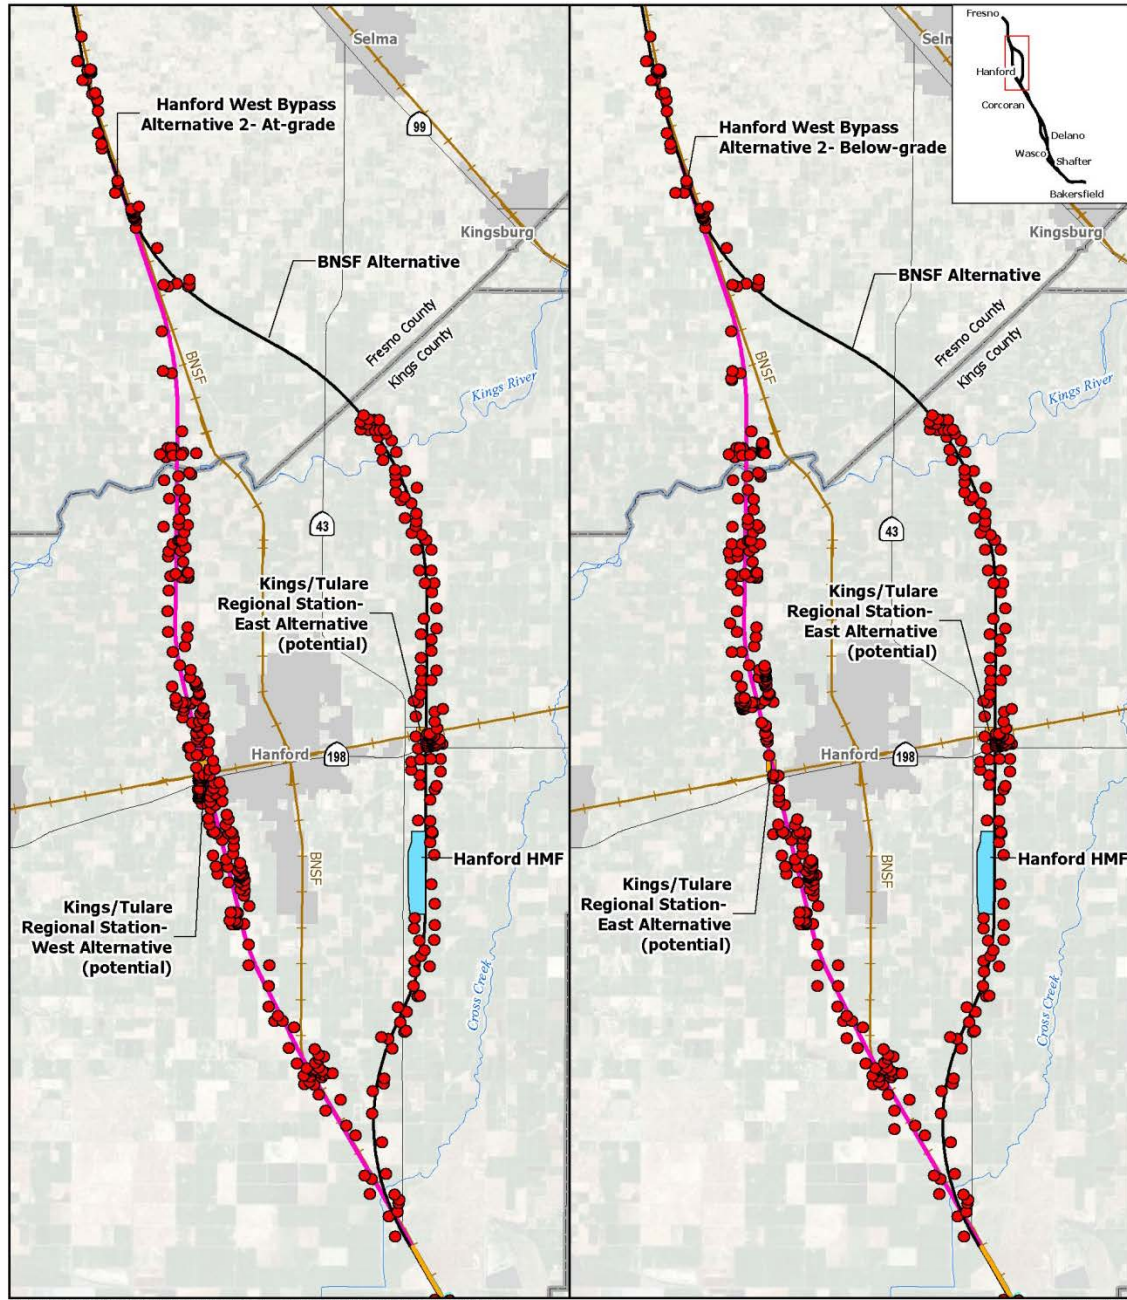 Selma
Hanford West Bypass
Alternative 2- At-grade
99
Kingsburg
BNSF Alternative
Fresno County
Kings County
BNSF
Kings River
43
Kings/Tulare
Regional Station-
East Alternative
(potential)
Hanford
198
Hanford HMF
BNSF
Kings/Tulare
Regional Station-
West Alternative
(potential)
Cross Creek
Seln
Fresno
Hanford
Corcoran
Delano
Wasco
Shafter
Bakersfield
Hanford West Bypass
Alternative 2- Below-grade
Kingsburg
BNSF Alternative
Fresno County
Kings County
BNSF
Kings River
43
Kings/Tulare
Regional Station-
East Alternative
(potential)
Hanford
198
Hanford HMF
BNSF
Kings/Tulare
Regional Station-
East Alternative
(potential)
Cross Creek